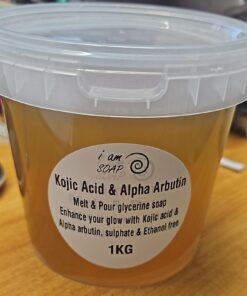 i am
SOAP
Kojic Acid & Alpha Arbutin
Melt & Pour glycerine soap
Enhance your glow with Kojic acid &
Alpha arbutin, sulphate & Ethanol free
1KG